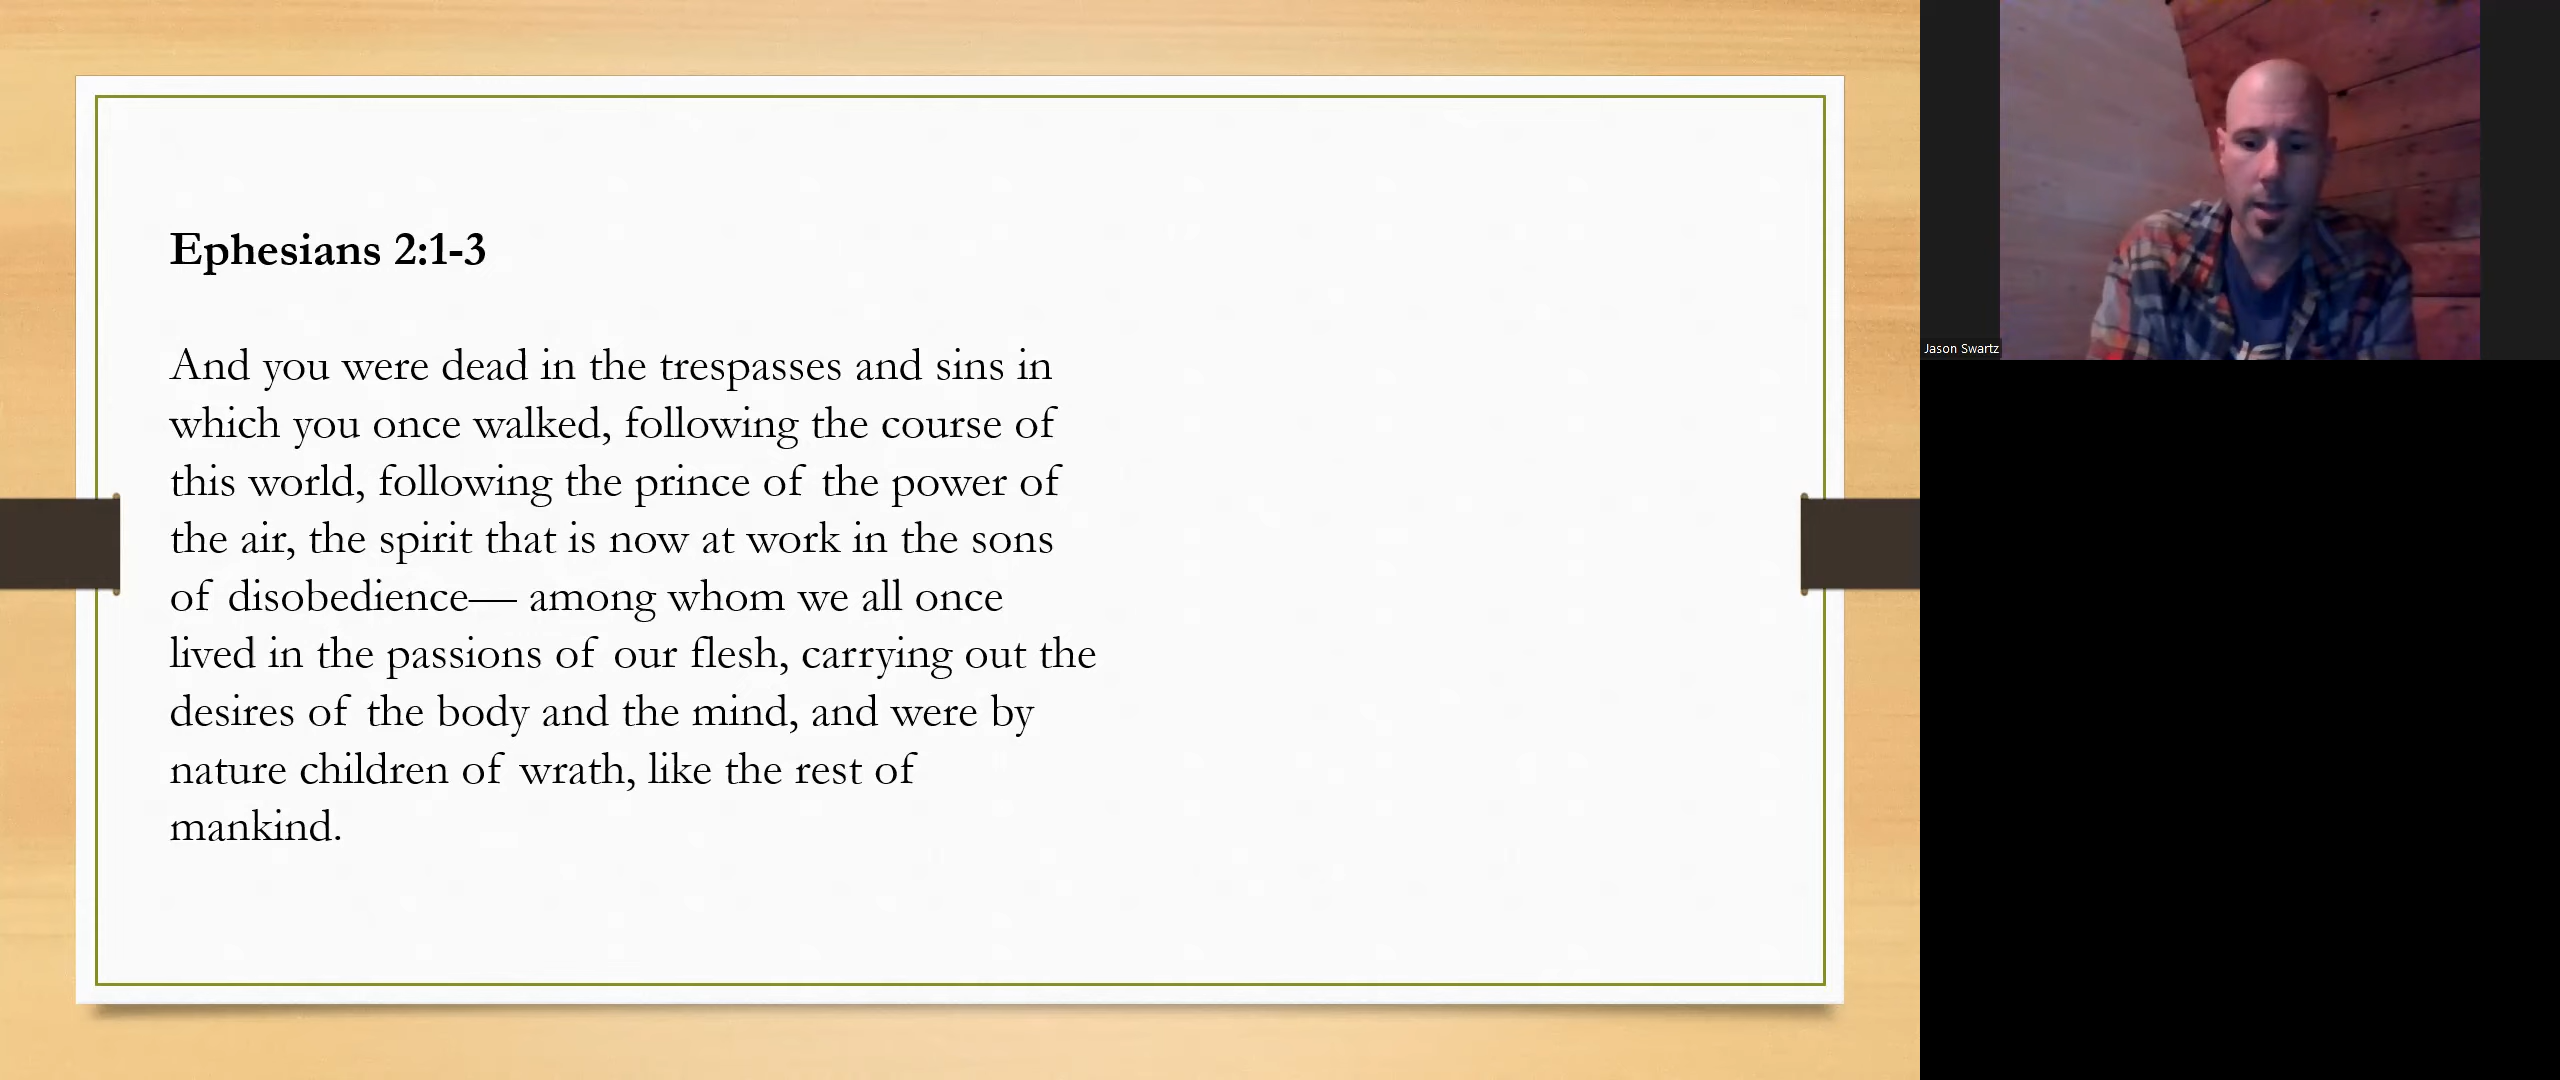 Ephesians 2:1-3
And you were dead in the trespasses and sins in
which you once walked, following the course of
this world, following the prince of the power of
the air, the spirit that is now at work in the sons
of disobedience— among whom we all once
lived in the passions of our flesh, carrying out the
desires of the body and the mind, and were by
nature children of wrath, like the rest of
mankind.
Jason Swartz